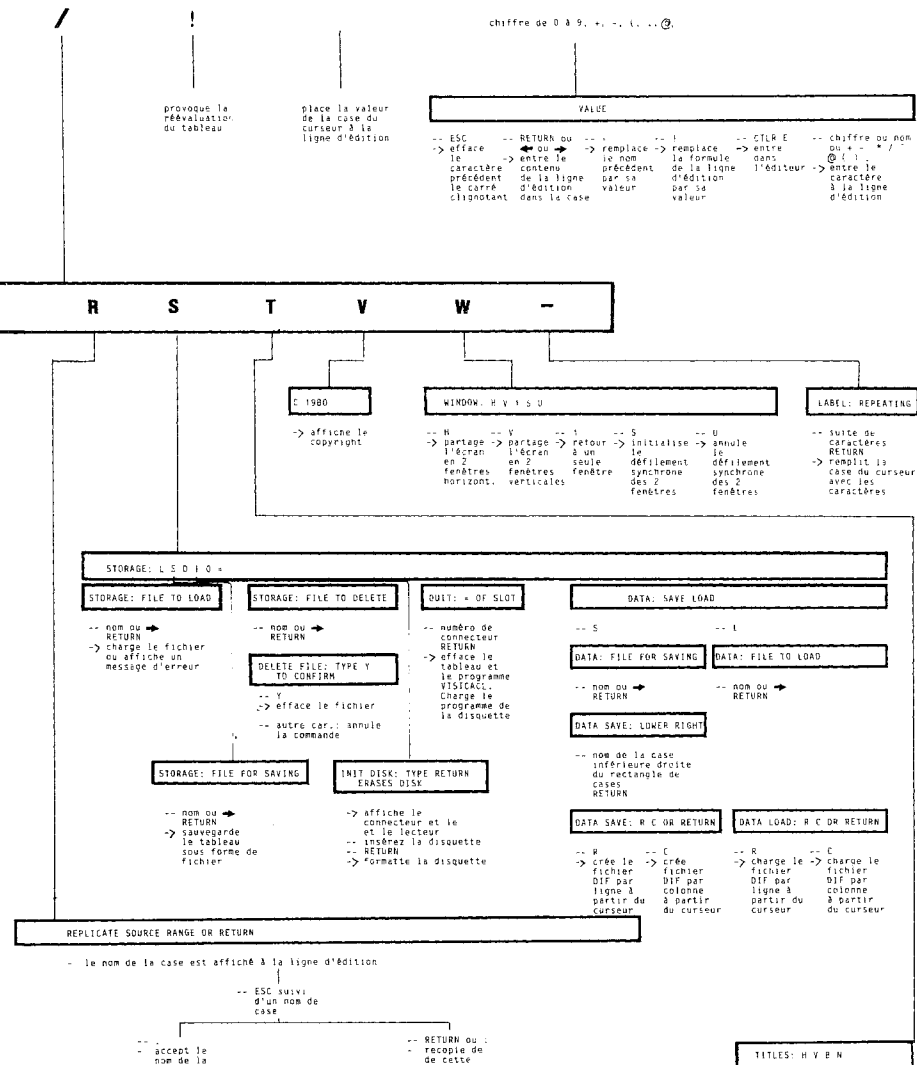 / !
chiffre de 0 à 9, +, -, (, ., @,
provoque la
réévaluation
du tableau
place la valeur
de la case du
curseur à la
ligne d'édition
VALUE
-- ESC
-> efface
le
caractère
précédent
le carré
clignotant
-- RETURN ou
← ou →
-> entre le
contenu
de la ligne
d'édition
dans la case
-> remplace
le nom
précédent
par sa
valeur
-- !
-> remplace
la formule
de la ligne
d'édition
par sa
valeur
-- CTLR E
-> entre
dans
l'éditeur
-- chiffre ou nom
ou + - * / ^
@ ( ) .
-> entre le
caractère
à la ligne
d'édition
R S T V W -
C 1980
-> affiche le
copyright
WINDOW: H V 1 S U
-- H
-> partage
l'écran
en 2
fenêtres
horizont.
-- V
-> partage
l'écran
en 2
fenêtres
verticales
-- 1
-> retour
à un
seule
fenêtre
-- S
-> initialise
le
défilement
synchrone
des 2
fenêtres
-- U
-> annule
le
défilement
synchrone
des 2
fenêtres
LABEL: REPEATING
-- suite de
caractères
RETURN
-> remplit la
case du curseur
avec les
caractères
STORAGE: L S D I Q =
STORAGE: FILE TO LOAD
-- nom ou →
RETURN
-> charge le fichier
ou affiche un
message d'erreur
STORAGE: FILE TO DELETE
-- nom ou →
RETURN
DELETE FILE: TYPE Y
TO CONFIRM
-- Y
-> efface le fichier
-- autre car.: annule
la commande
QUIT: = OF SLOT
-- numéro de
connecteur
RETURN
-> efface le
tableau et
le programme
VISICACL.
Charge le
programme de
la disquette
DATA: SAVE LOAD
-- S
-- L
DATA: FILE FOR SAVING
DATA: FILE TO LOAD
-- nom ou →
RETURN
-- nom ou →
RETURN
DATA SAVE: LOWER RIGHT
-- nom de la case
inférieure droite
du rectangle de
cases
RETURN
STORAGE: FILE FOR SAVING
-- nom ou →
RETURN
-> sauvegarde
le tableau
sous forme de
fichier
INIT DISK: TYPE RETURN
ERASES DISK
-> affiche le
connecteur et le
et le lecteur
-- insérez la disquette
-- RETURN
-> formatte la disquette
DATA SAVE: R C OR RETURN
DATA LOAD: R C OR RETURN
-- R
-> crée le
fichier
DIF par
ligne à
partir du
curseur
-- C
-> crée
fichier
DIF par
colonne
à partir
du curseur
-- R
-> charge le
fichier
DIF par
ligne à
partir du
curseur
-- C
-> charge le
fichier
DIF par
colonne
à partir
du curseur
REPLICATE SOURCE RANGE OR RETURN
- le nom de la case est affiché à la ligne d'édition
-- ESC suivi
d'un nom de
case
-- .
- accept le
nom de la
-- RETURN ou :
- recopie de
de cette
TITLES: H V B N